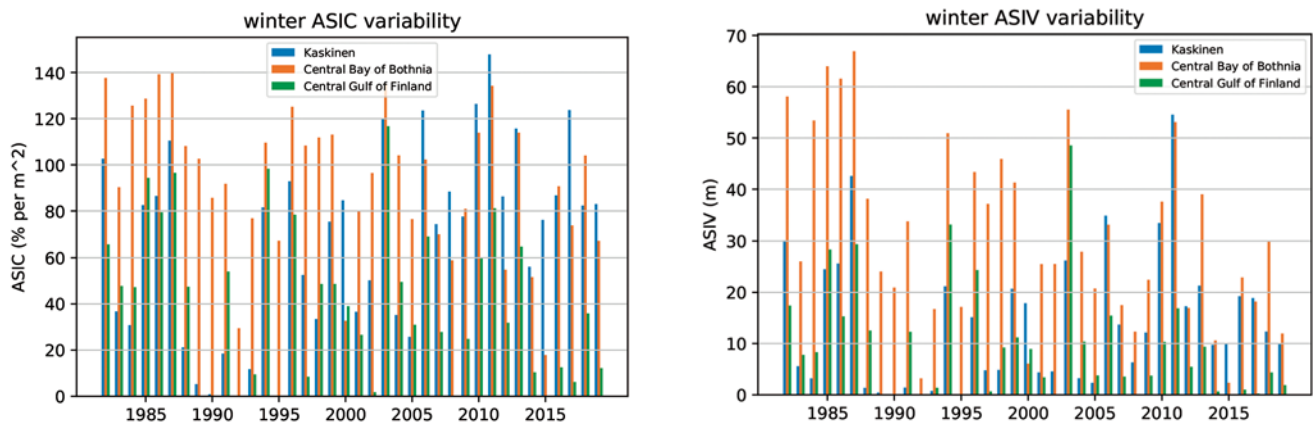 winter ASIC variability
Kaskinen
Central Bay of Bothnia
Central Gulf of Finland
ASIC (% per m^2)
140
120
100
80
60
40
20
0
1985 1990 1995 2000 2005 2010 2015
winter ASIV variability
Kaskinen
Central Bay of Bothnia
Central Gulf of Finland
ASIV (m)
70
60
50
40
30
20
10
0
1985 1990 1995 2000 2005 2010 2015